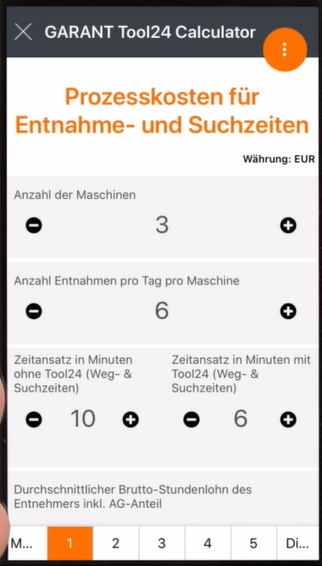 GARANT Tool24 Calculator
Prozesskosten für
Entnahme- und Suchzeiten
Währung: EUR
Anzahl der Maschinen
3
Anzahl Entnahmen pro Tag pro Maschine
6
Zeitansatz in Minuten
ohne Tool24 (Weg- &
Suchzeiten)
10
Zeitansatz in Minuten mit
Tool24 (Weg- &
Suchzeiten)
6
Durchschnittlicher Brutto-Stundenlohn des
Entnehmers inkl. AG-Anteil
M... 1 2 3 4 5 Di...